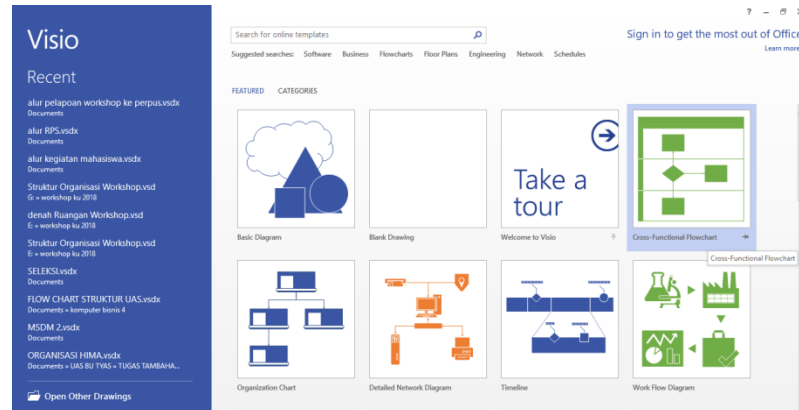 Visio
Recent
alur pelapoan workshop ke perpus.vsdx
Documents
alur RPS.vsdx
Documents
alur kegiatan mahasiswa.vsdx
Documents
Struktur Organisasi Workshop.vsd
G: » workshop ku 2018
denah Ruangan Workshop.vsd
E: » workshop ku 2018
Struktur Organisasi Workshop.vsd
E: » workshop ku 2018
SELEKSI.vsdx
Documents
FLOW CHART STRUKTUR UAS.vsdx
Documents » komputer bisnis 4
MSDM 2.vsdx
Documents
ORGANISASI HIMA.vsdx
Documents » UAS BU TYAS » TUGAS TAMBAHA...
Open Other Drawings
?
Search for online templates
Sign in to get the most out of Office
Learn more
Suggested searches: Software Business Flowcharts Floor Plans Engineering Network Schedules
FEATURED CATEGORIES
Take a
tour
Basic Diagram
Blank Drawing
Welcome to Visio
Cross-Functional Flowchart
Cross-Functional Flowchart
Organization Chart
Detailed Network Diagram
Timeline
Work Flow Diagram